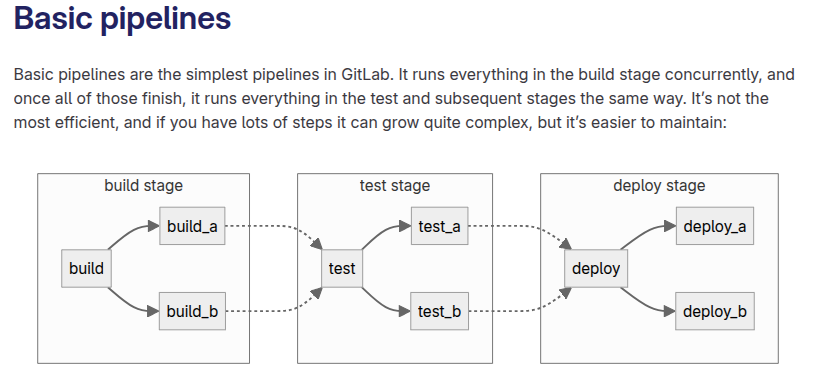 Basic pipelines
Basic pipelines are the simplest pipelines in GitLab. It runs everything in the build stage concurrently, and
once all of those finish, it runs everything in the test and subsequent stages the same way. It’s not the
most efficient, and if you have lots of steps it can grow quite complex, but it’s easier to maintain:
build stage
build
build_a
build_b
test stage
test
test_a
test_b
deploy stage
deploy
deploy_a
deploy_b